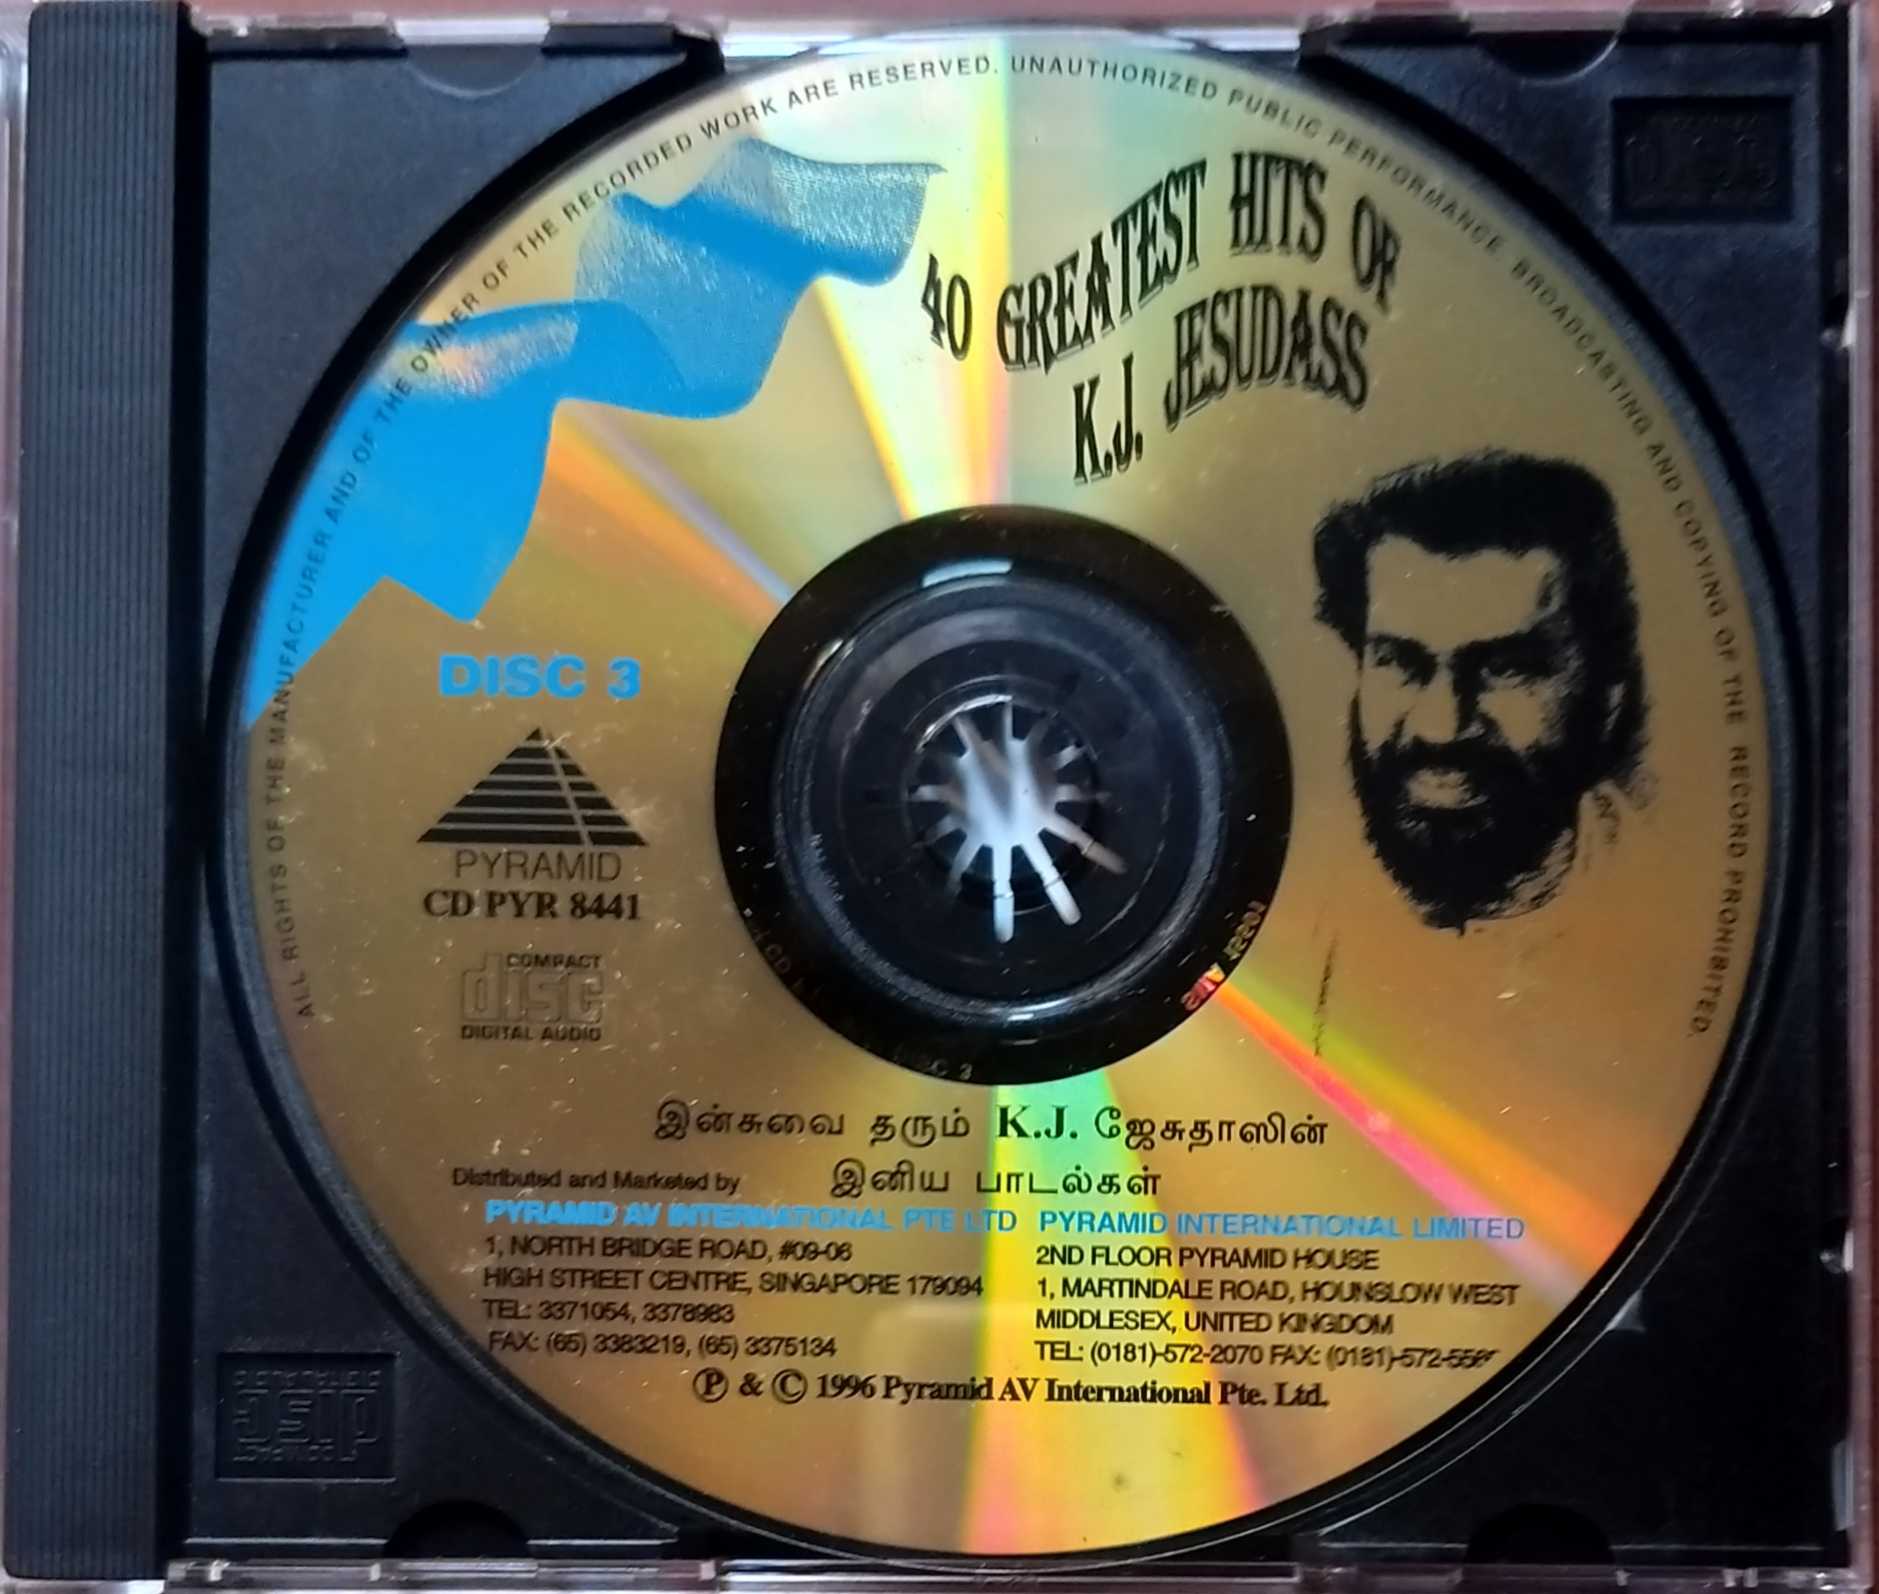 ALL RIGHTS OF THE MANUFACTURER AND OF THE OWNER OF THE RECORDED WORK ARE RESERVED. UNAUTHORIZED PUBLIC PERFORMANCE. BROADCASTING AND COPYING OF THE RECORD PRONIBITED.
40 GREATEST HITS OF
K.J. JESUDASS
DISC 3
PYRAMID
CD PYR 8441
COMPACT
disc
DIGITAL AUDIO
இன்சுவை தரும் K.J. ஜேசுதாஸின்
இனிய பாடல்கள்
Distributed and Marketed by
PYRAMID AV INTERNATIONAL PTE LTD
1, NORTH BRIDGE ROAD, #09-06
HIGH STREET CENTRE, SINGAPORE 179094
TEL: 3371054, 3378983
FAX: (65) 3383219, (65) 3375134
PYRAMID INTERNATIONAL LIMITED
2ND FLOOR PYRAMID HOUSE
1, MARTINDALE ROAD, HOUNSLOW WEST
MIDDLESEX, UNITED KINGDOM
TEL: (0181)-572-2070 FAX:
Ⓟ & © 1996 Pyramid AV International Pte. Ltd.